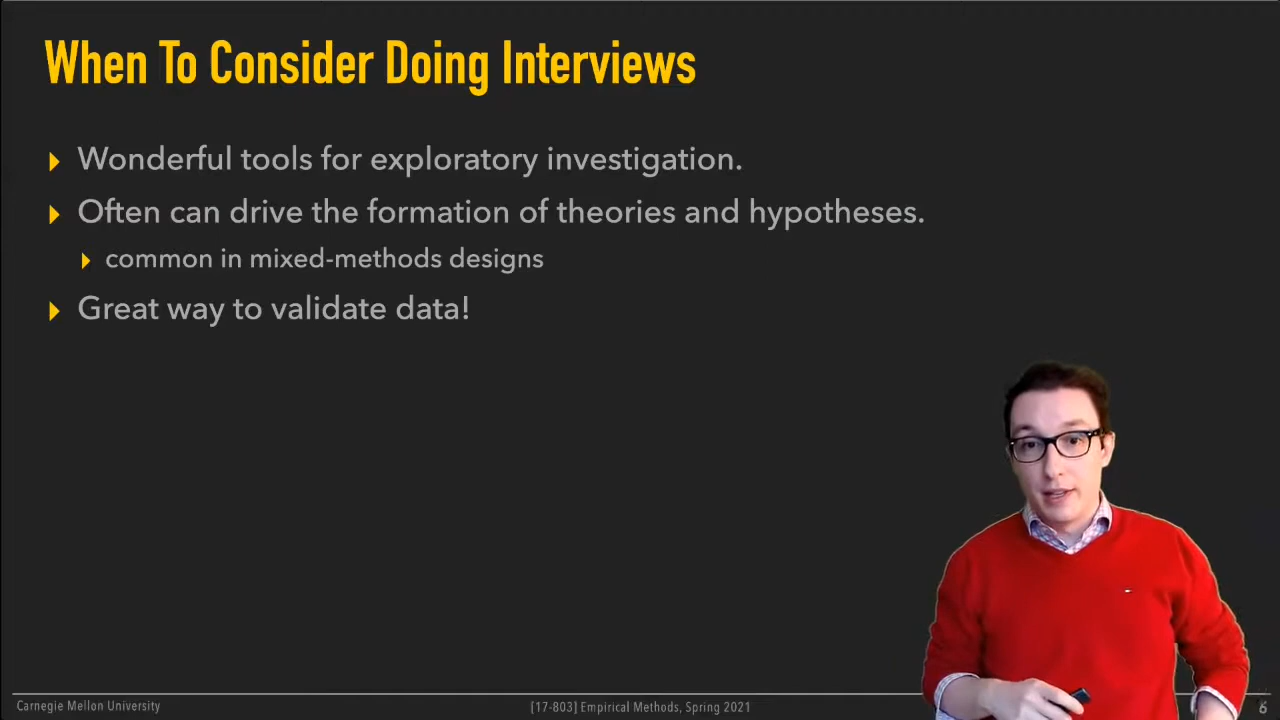 When To Consider Doing Interviews
Wonderful tools for exploratory investigation.
Often can drive the formation of theories and hypotheses.
common in mixed-methods designs
Great way to validate data!
Carnegie Mellon University
[17-803] Empirical Methods, Spring 2021
6